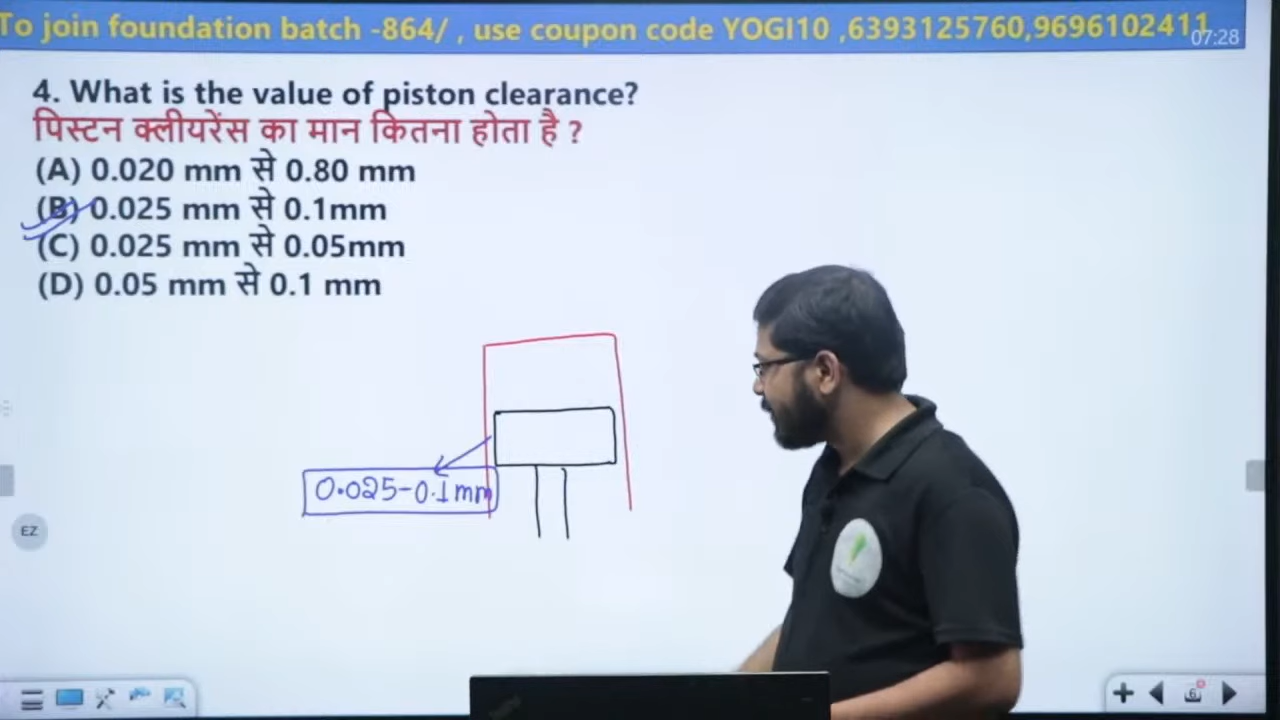 To join foundation batch -864/ , use coupon code YOGI10 ,6393125760,9696102411
07:28
4. What is the value of piston clearance?
पिस्टन क्लीयरेंस का मान कितना होता है ?
(A) 0.020 mm से 0.80 mm
(B) 0.025 mm से 0.1mm
(C) 0.025 mm से 0.05mm
(D) 0.05 mm से 0.1 mm
0.025-0.1mm
EZ
6